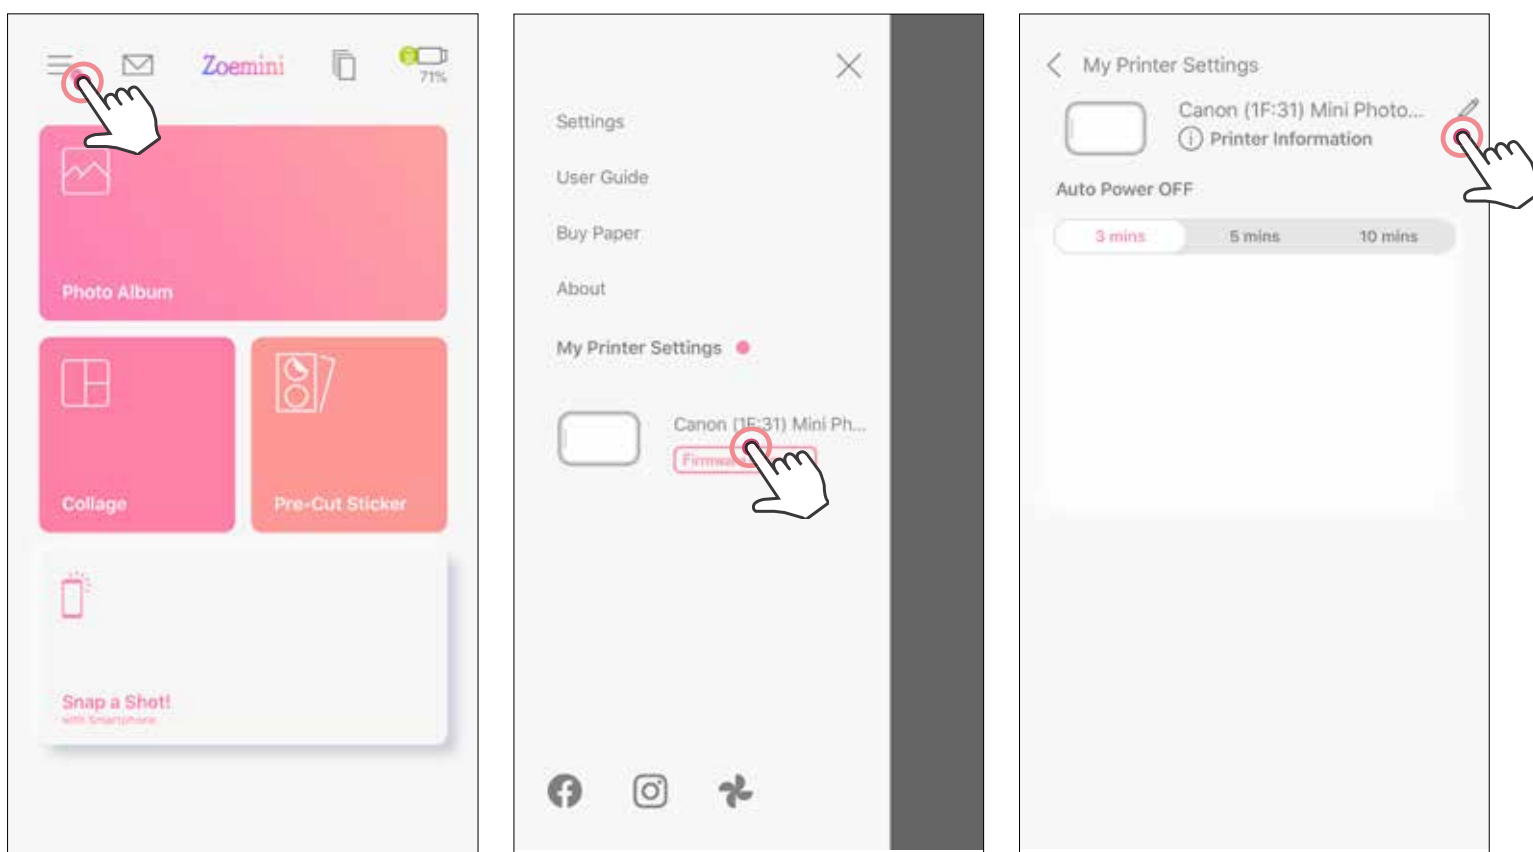 Zoemini
71%
Photo Album
Collage
Pre-Cut Sticker
Snap a Shot!
with Smartphone
Settings
User Guide
Buy Paper
About
My Printer Settings
Canon (1F:31) Mini Ph...
My Printer Settings
Canon (1F:31) Mini Photo...
Printer Information
Auto Power OFF
3 mins 5 mins 10 mins